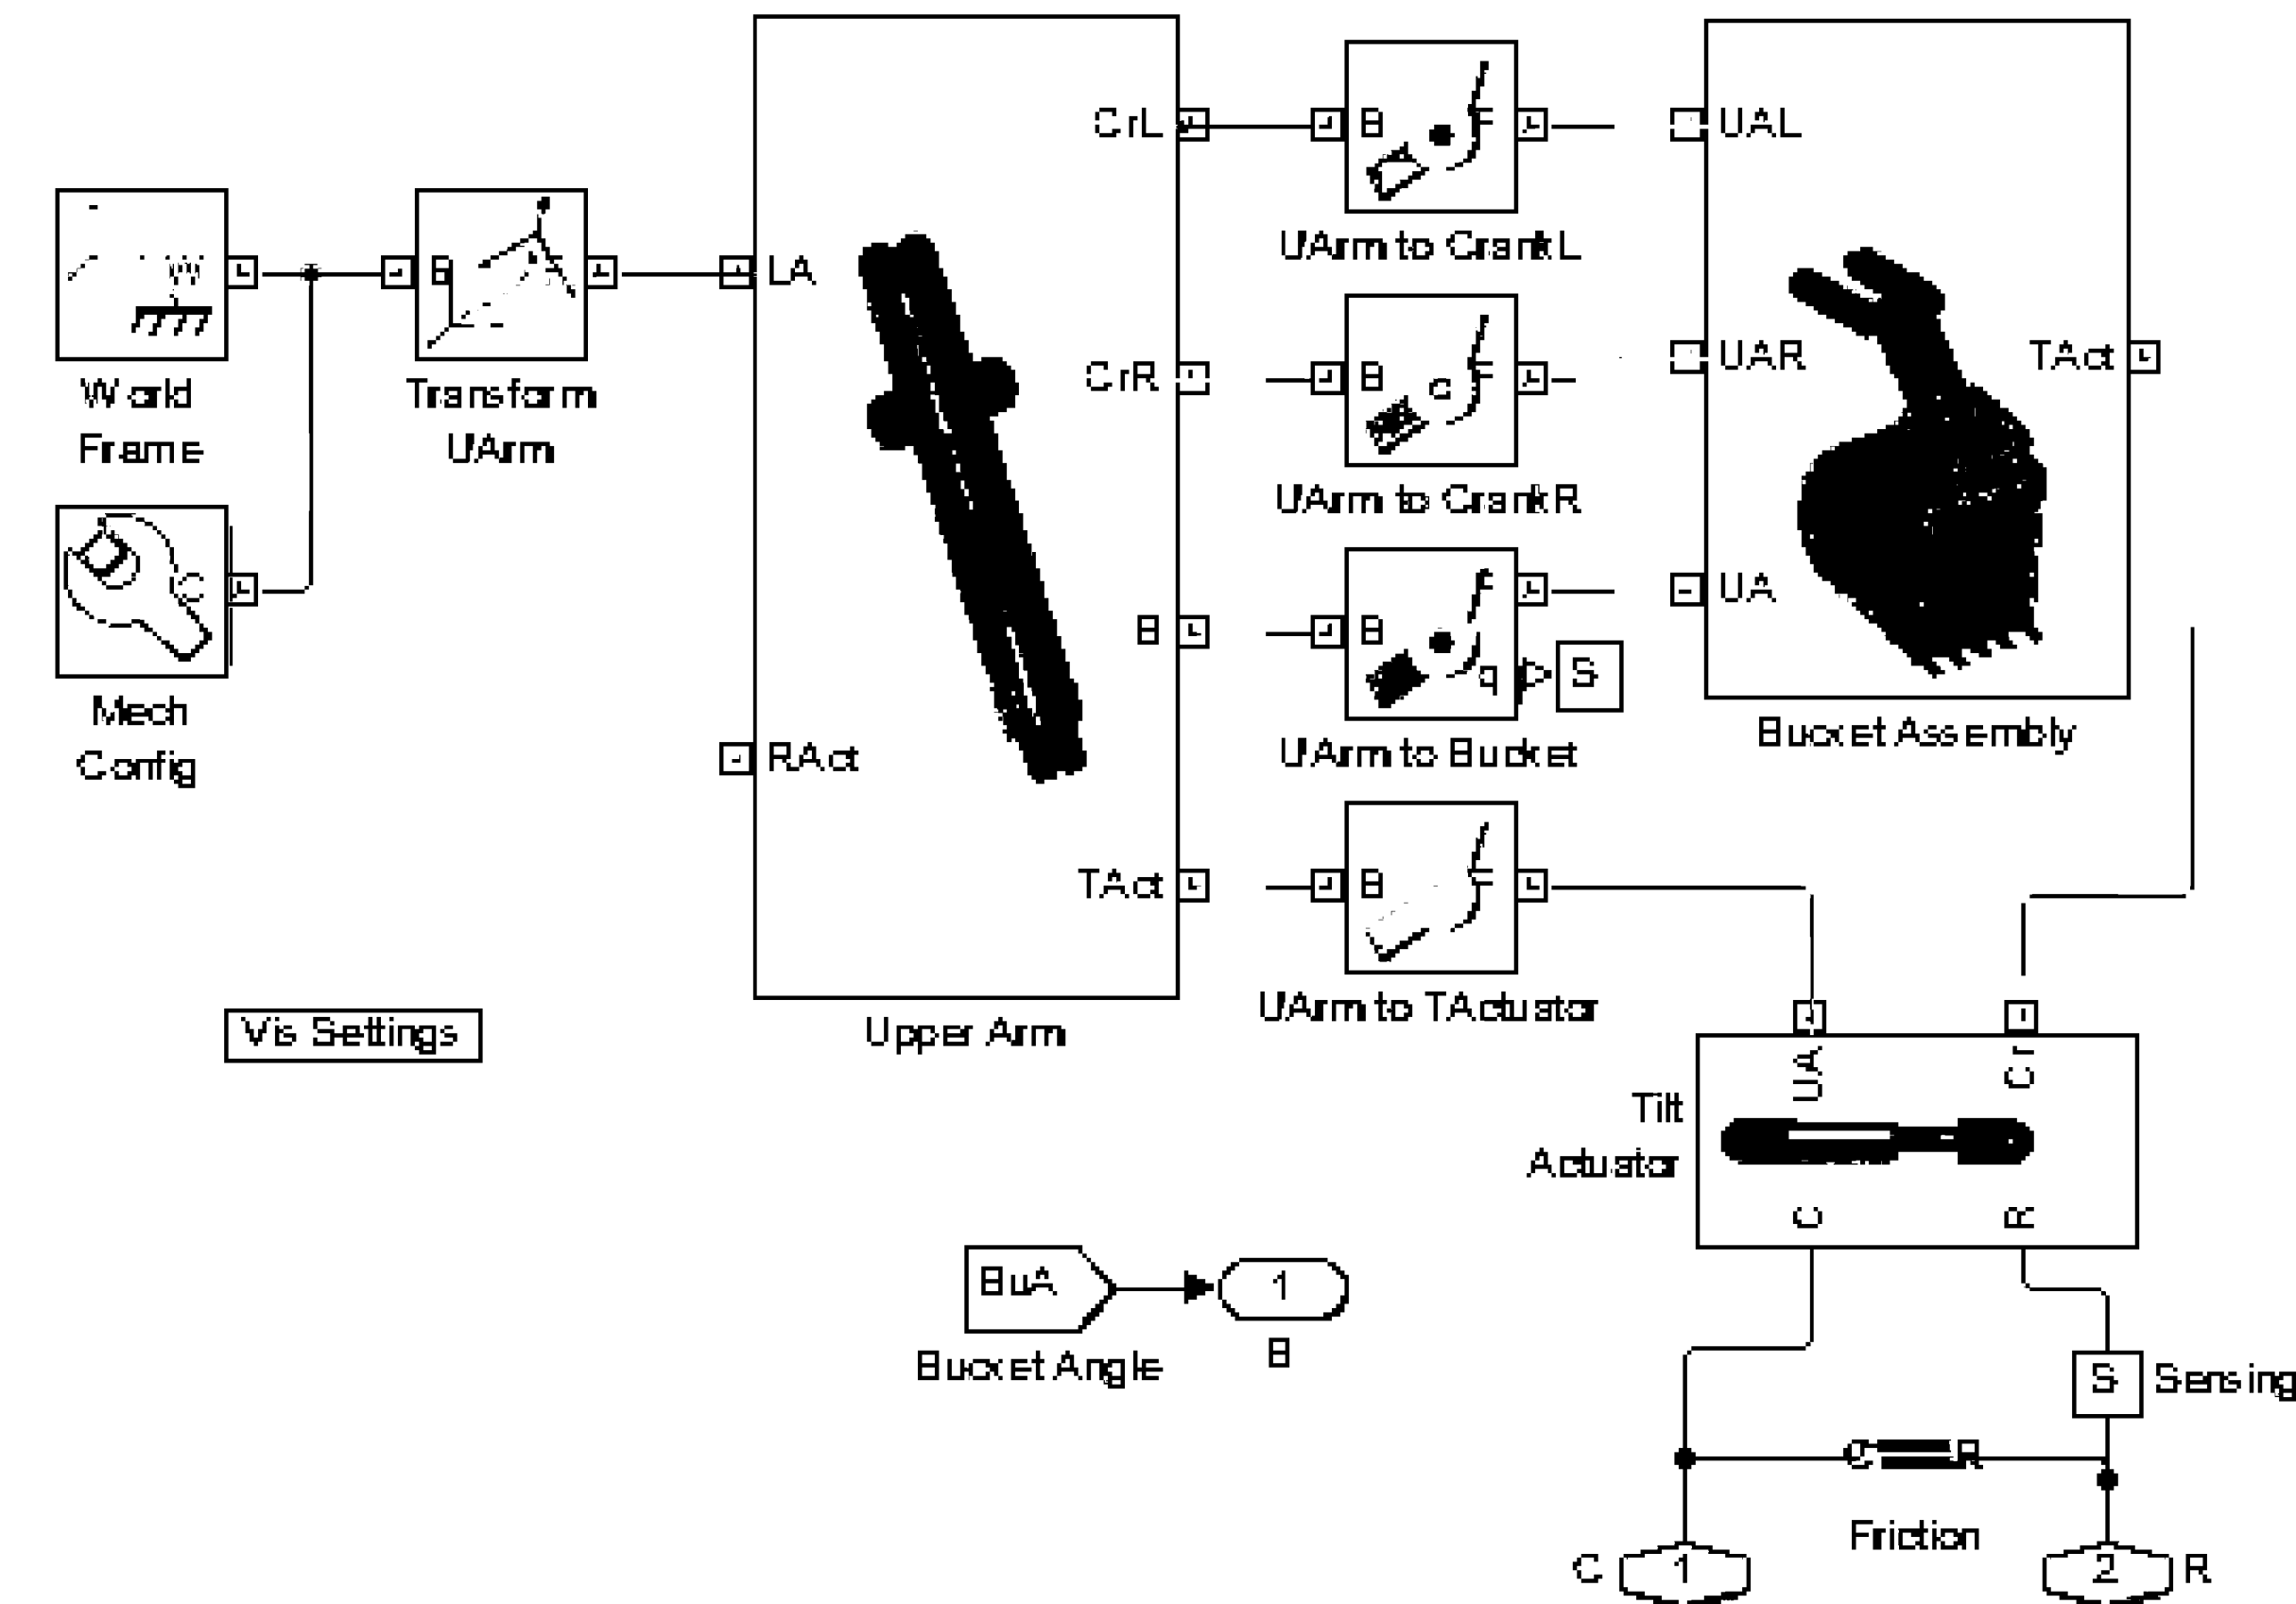 CrL
B
F
UAL
UArm to Crank L
W
B
LA
World
Frame
Transform
UArm
CrR
B
F
UAR
TAct
UArm to Crank R
C
Mech
Config
B
B
F
q
S
UA
UArm to Bucket
Bucket Assembly
RAct
TAct
B
F
UArm to TActuator
Upper Arm
Vis Settings
UA
Cr
Tilt
Actuator
C
R
BuA
1
Bucket Angle
B
S
Sensing
C
R
Friction
C
1
2
R